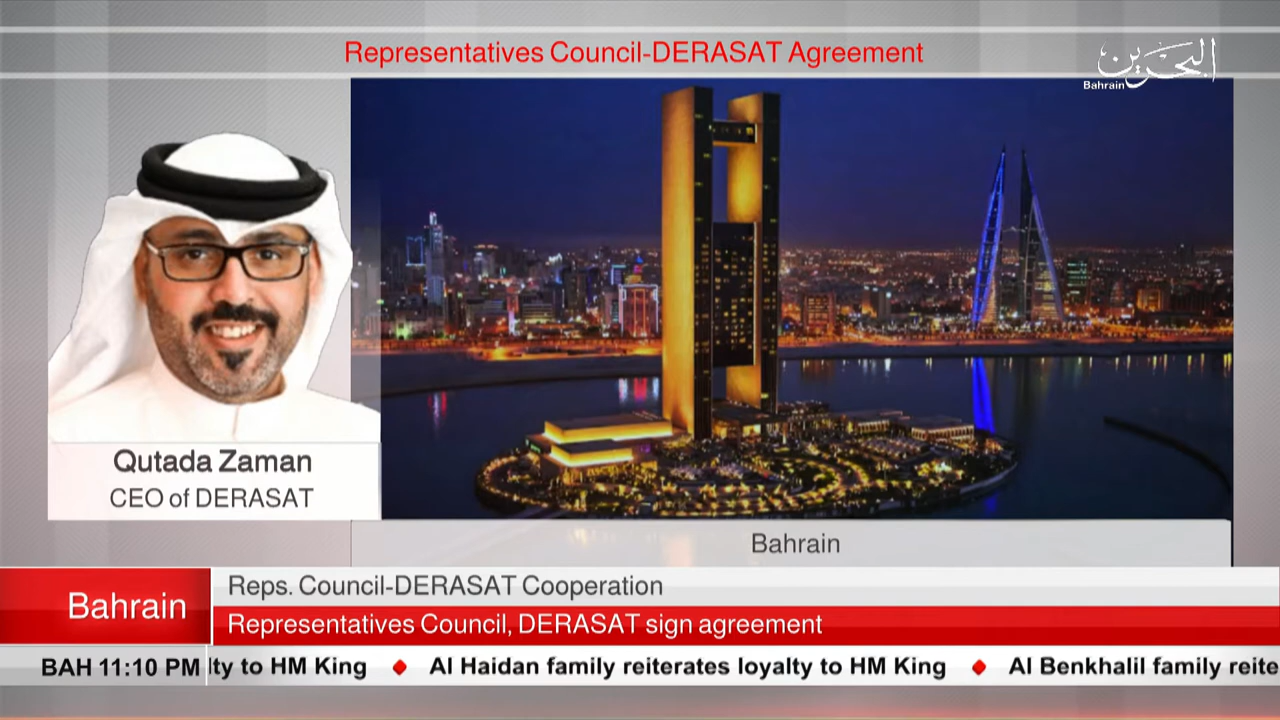 Representatives Council-DERASAT Agreement
البحرين
Bahrain
Qutada Zaman
CEO of DERASAT
Bahrain
Bahrain
Reps. Council-DERASAT Cooperation
Representatives Council, DERASAT sign agreement
BAH 11:10 PM lty to HM King ♦ Al Haidan family reiterates loyalty to HM King ♦ Al Benkhalil family reite